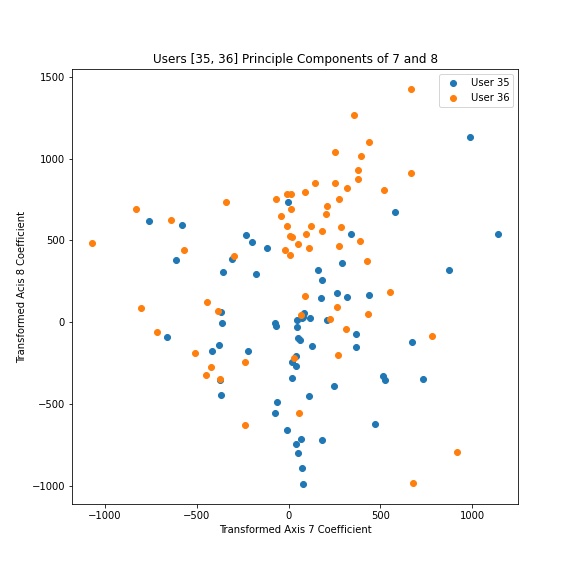 Users [35, 36] Principle Components of 7 and 8
User 35
User 36
Transformed Acis 8 Coefficient
1500
1000
500
0
−500
−1000
−1000 −500 0 500 1000
Transformed Axis 7 Coefficient